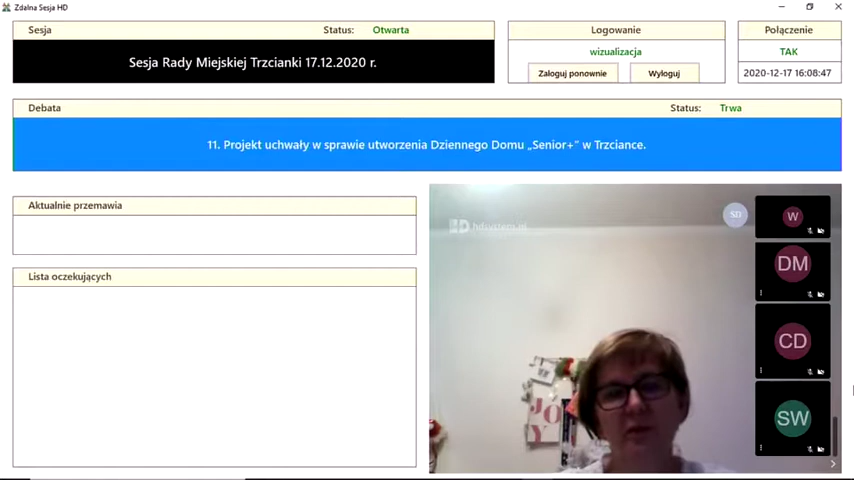 Zdalna Sesja HD
Sesja
Status: Otwarta
Sesja Rady Miejskiej Trzcianki 17.12.2020 r.
Logowanie
wizualizacja
Zaloguj ponownie
Wyloguj
Połączenie
TAK
2020-12-17 16:08:47
Debata
Status: Trwa
11. Projekt uchwały w sprawie utworzenia Dziennego Domu „Senior+” w Trzciance.
Aktualnie przemawia
Lista oczekujących
hdsystem.pl
SD
W
DM
CD
SW
JO
Y